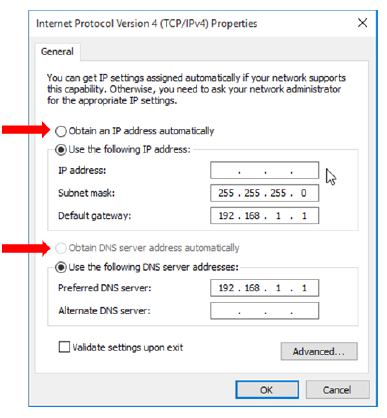 Internet Protocol Version 4 (TCP/IPv4) Properties
General
You can get IP settings assigned automatically if your network supports
this capability. Otherwise, you need to ask your network administrator
for the appropriate IP settings.
Obtain an IP address automatically
Use the following IP address:
IP address: . . .
Subnet mask: 255 . 255 . 255 . 0
Default gateway: 192 . 168 . 1 . 1
Obtain DNS server address automatically
Use the following DNS server addresses:
Preferred DNS server: 192 . 168 . 1 . 1
Alternate DNS server: . . .
Validate settings upon exit
Advanced...
OK Cancel